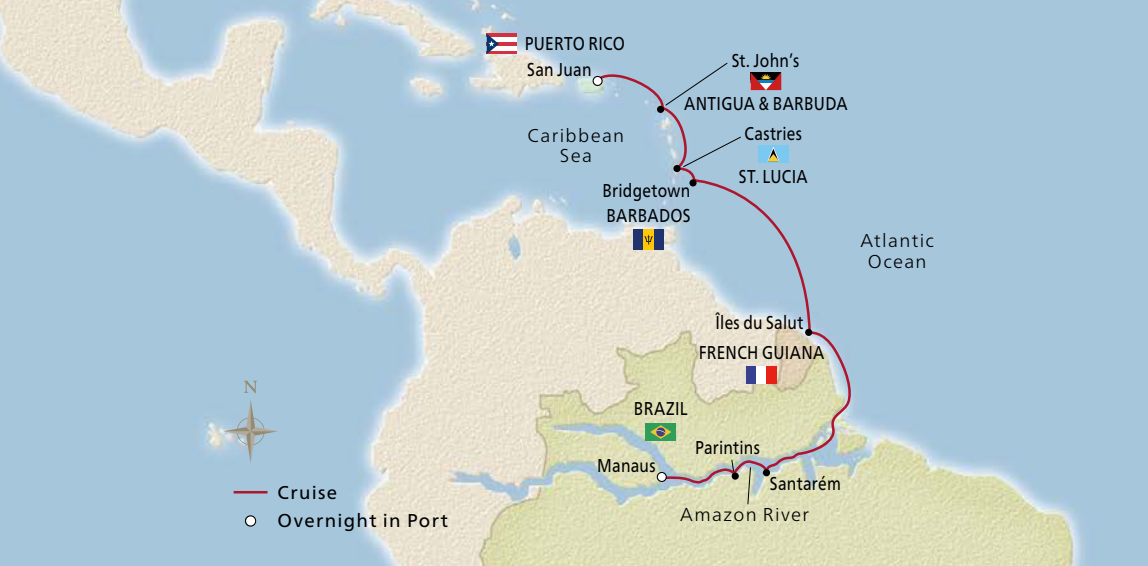 PUERTO RICO
San Juan
St. John's
ANTIGUA & BARBUDA
Caribbean
Sea
Castries
ST. LUCIA
Bridgetown
BARBADOS
Atlantic
Ocean
Îles du Salut
FRENCH GUIANA
BRAZIL
Parintins
Manaus
Santarém
Amazon River
N
Cruise
Overnight in Port